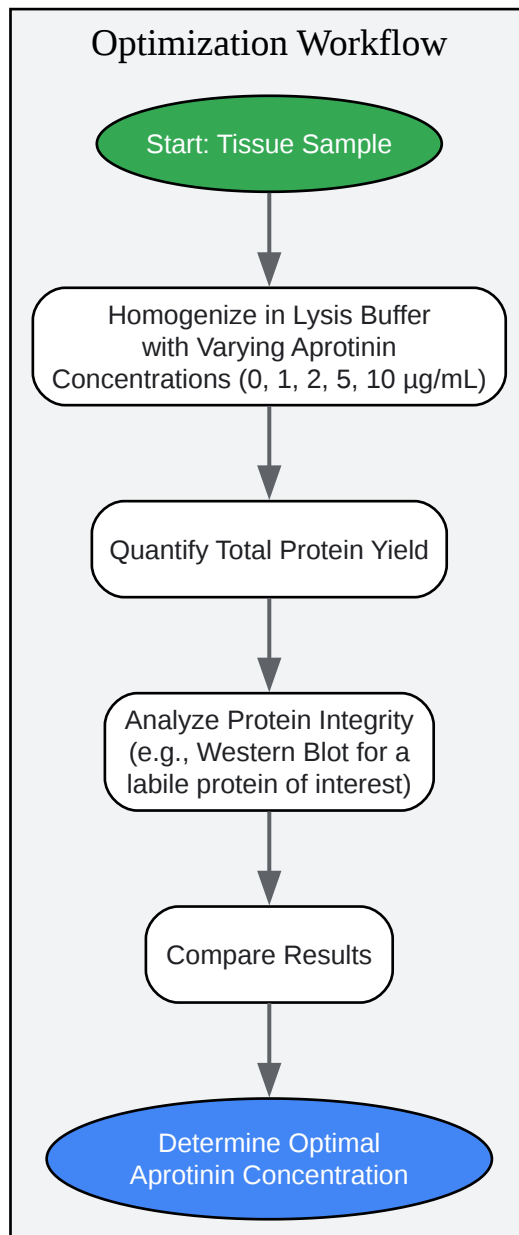 Optimization Workflow
Start: Tissue Sample
Homogenize in Lysis Buffer
with Varying Aprotinin
Concentrations (0, 1, 2, 5, 10 µg/mL)
Quantify Total Protein Yield
Analyze Protein Integrity
(e.g., Western Blot for a
labile protein of interest)
Compare Results
Determine Optimal
Aprotinin Concentration